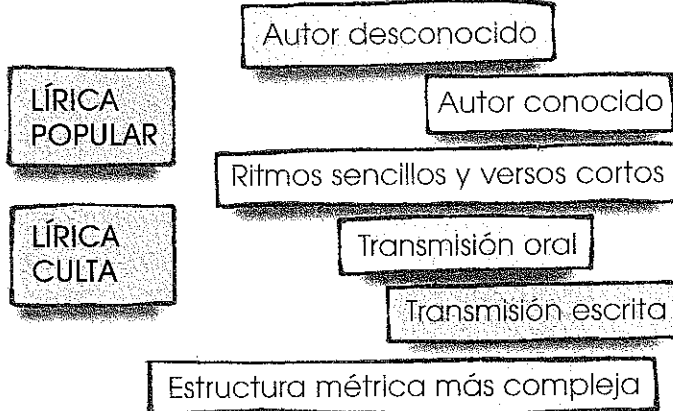 Autor desconocido
LÍRICA
POPULAR
Autor conocido
Ritmos sencillos y versos cortos
LÍRICA
CULTA
Transmisión oral
Transmisión escrita
Estructura métrica más compleja